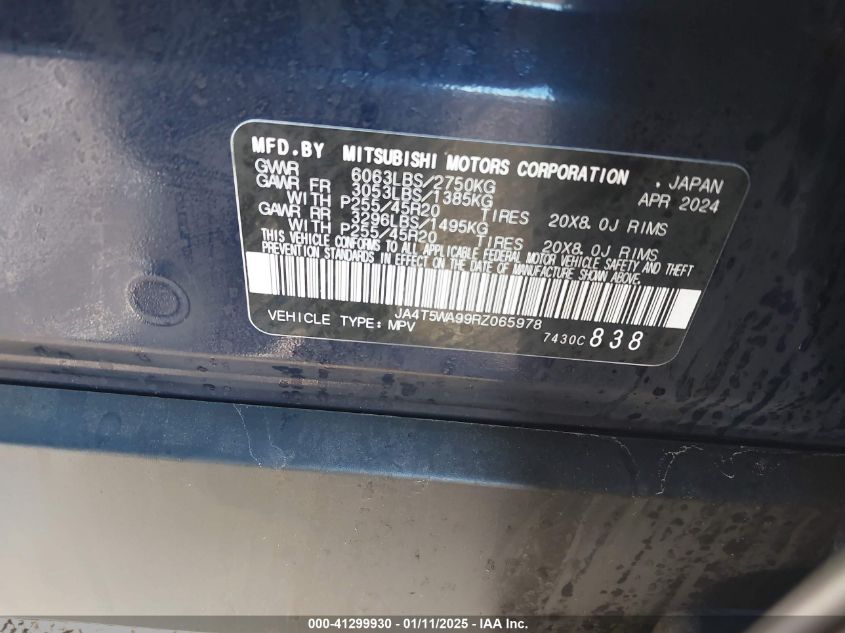 MFD.BY MITSUBISHI MOTORS CORPORATION , JAPAN
GVWR 6063LBS/2750KG APR 2024
GAWR FR 3053LBS/1385KG
WITH P255/45R20 TIRES 20X8.0J RIMS
GAWR RR 3296LBS/1495KG
WITH P255/45R20 TIRES 20X8.0J RIMS
THIS VEHICLE CONFORMS TO ALL APPLICABLE FEDERAL MOTOR VEHICLE SAFETY AND THEFT
PREVENTION STANDARDS IN EFFECT ON THE DATE OF MANUFACTURE SHOWN ABOVE.
JA4T5WA99RZ065978
VEHICLE TYPE: MPV
7430C 838
000-41299930 - 01/11/2025 - www.iaai.com